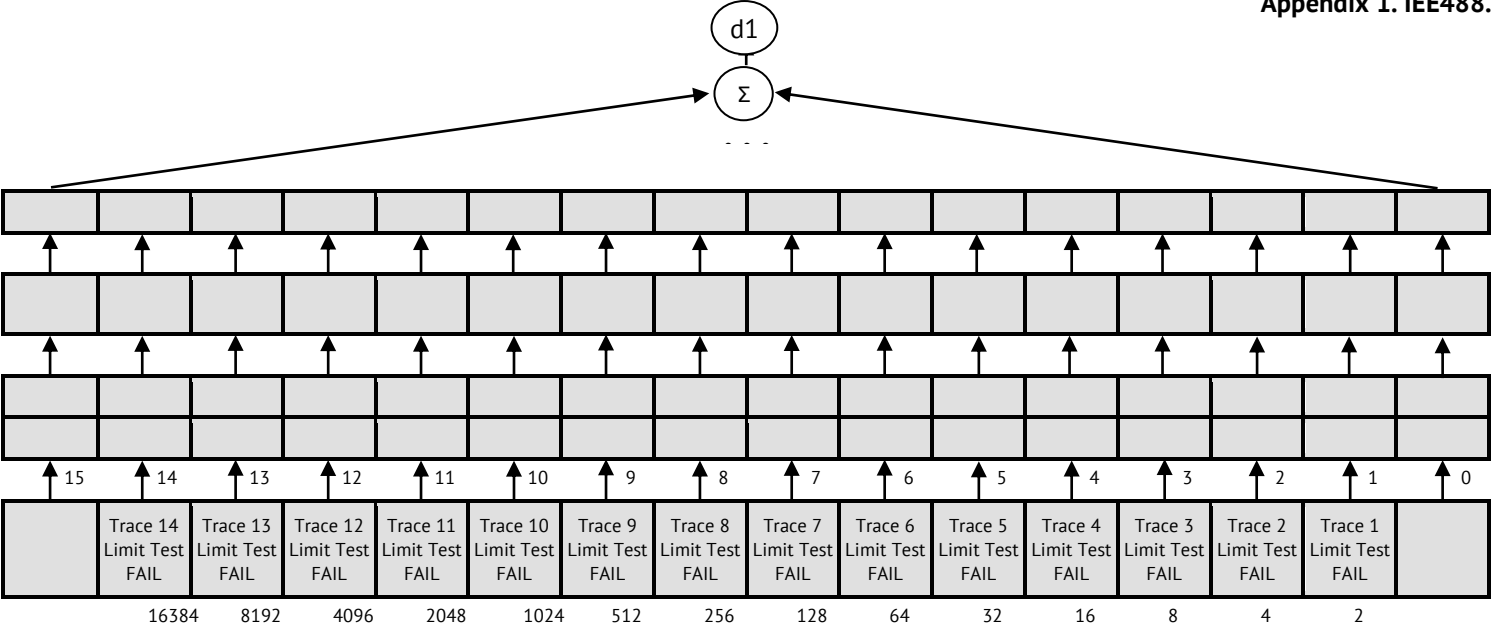 Appendix 1. IEE488.
d1
Σ
- - -
15 14 13 12 11 10 9 8 7 6 5 4 3 2 1 0
Trace 14 Trace 13 Trace 12 Trace 11 Trace 10 Trace 9 Trace 8 Trace 7 Trace 6 Trace 5 Trace 4 Trace 3 Trace 2 Trace 1
Limit Test Limit Test Limit Test Limit Test Limit Test Limit Test Limit Test Limit Test Limit Test Limit Test Limit Test Limit Test Limit Test Limit Test
FAIL FAIL FAIL FAIL FAIL FAIL FAIL FAIL FAIL FAIL FAIL FAIL FAIL FAIL
16384 8192 4096 2048 1024 512 256 128 64 32 16 8 4 2